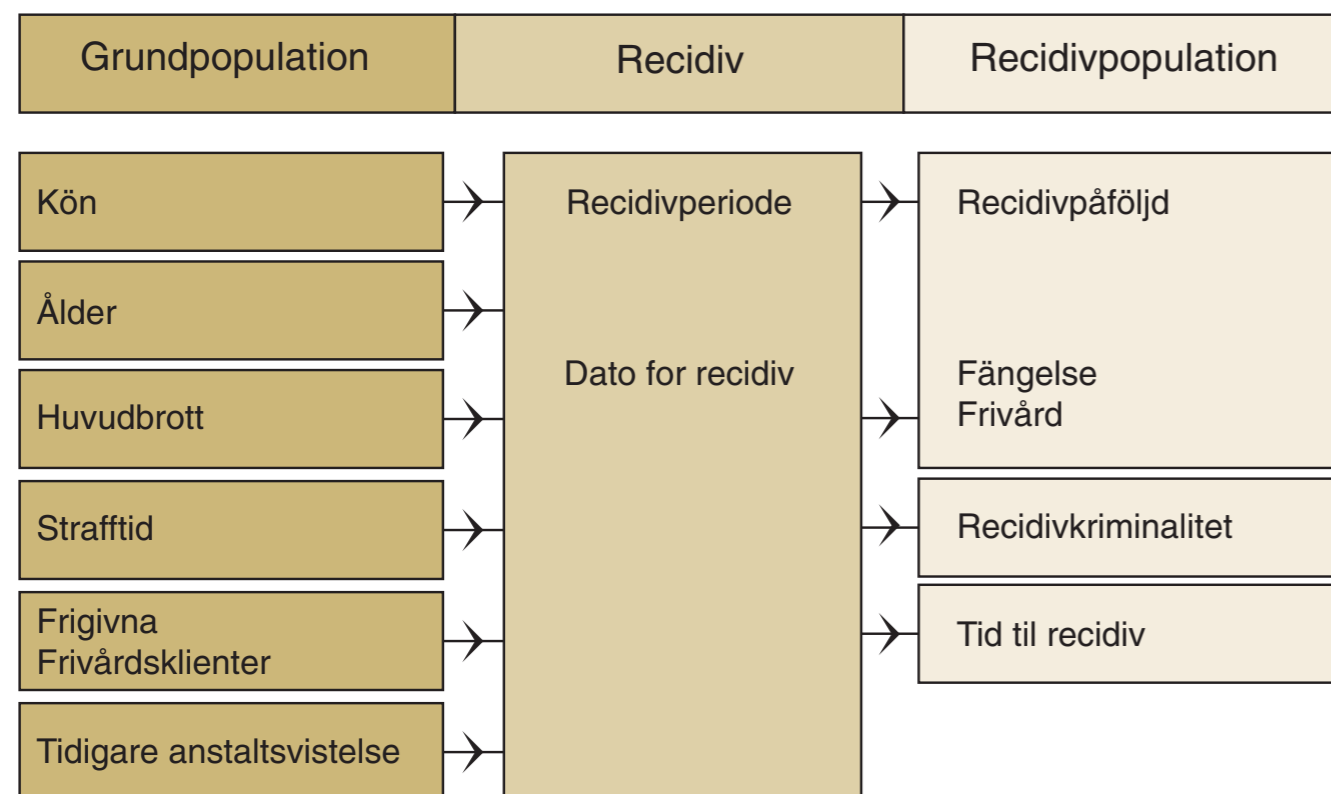 Grundpopulation
Recidiv
Recidivpopulation
Kön
Ålder
Huvudbrott
Strafftid
Frigivna
Frivårdsklienter
Tidigare anstaltsvistelse
Recidivperiode
Dato for recidiv
Recidivpåföljd
Fängelse
Frivård
Recidivkriminalitet
Tid til recidiv